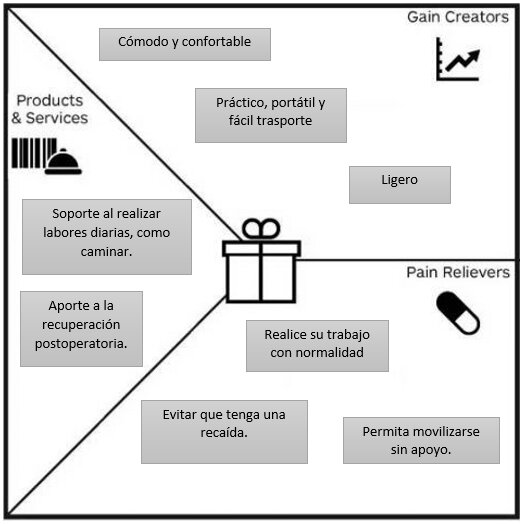 Gain Creators
Cómodo y confortable
Práctico, portátil y
fácil trasporte
Ligero
Products
& Services
Soporte al realizar
labores diarias, como
caminar.
Aporte a la
recuperación
postoperatoria.
Pain Relievers
Realice su trabajo
con normalidad
Evitar que tenga una
recaída.
Permita movilizarse
sin apoyo.